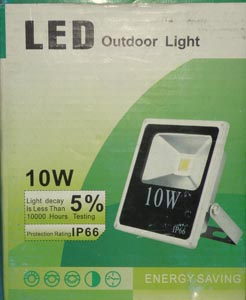 LED Outdoor Light
10W
Light decay
Is Less Than 5%
10000 Hours Testing
Protection Rating IP66
10W
IP66
ENERGY SAVING